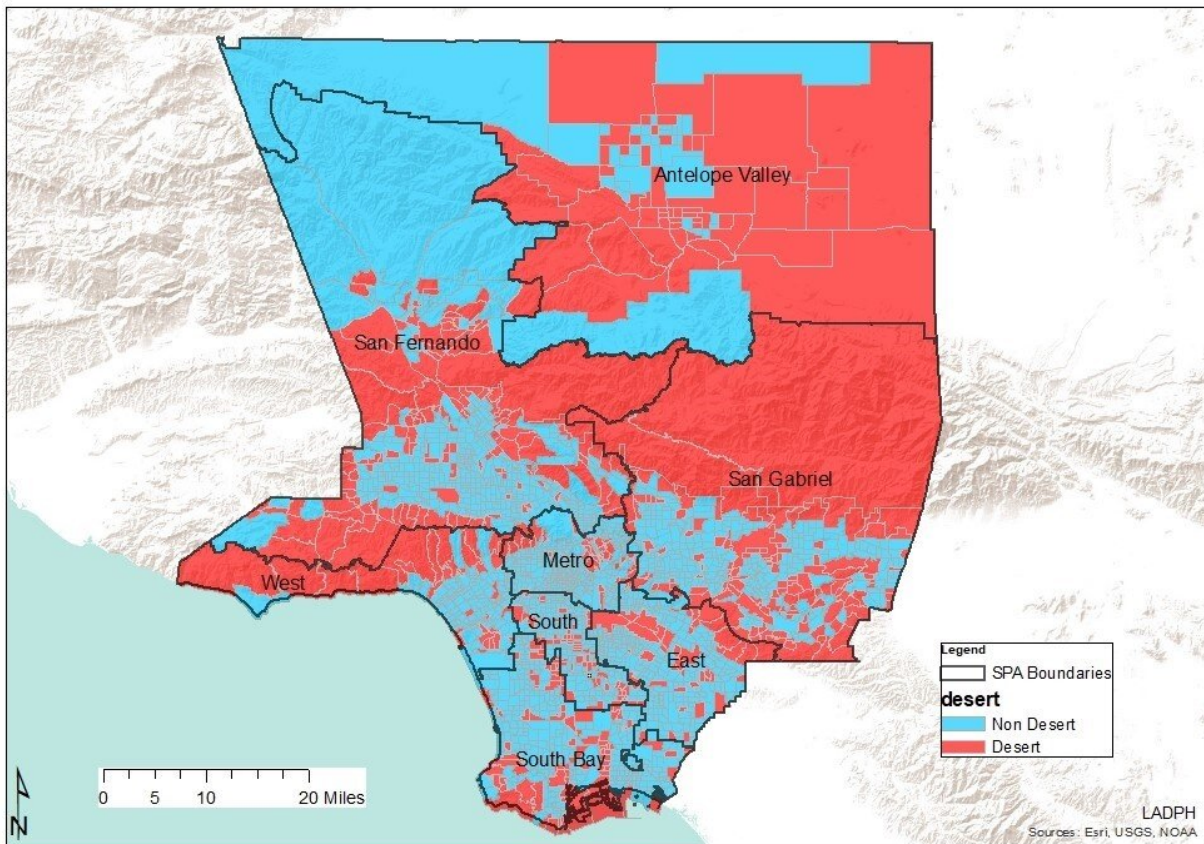 Antelope Valley
San Fernando
San Gabriel
Metro
West
South
East
South Bay
Legend
SPA Boundaries
desert
Non Desert
Desert
0 5 10 20 Miles
N
LADPH
Sources: Esri, USGS, NOAA